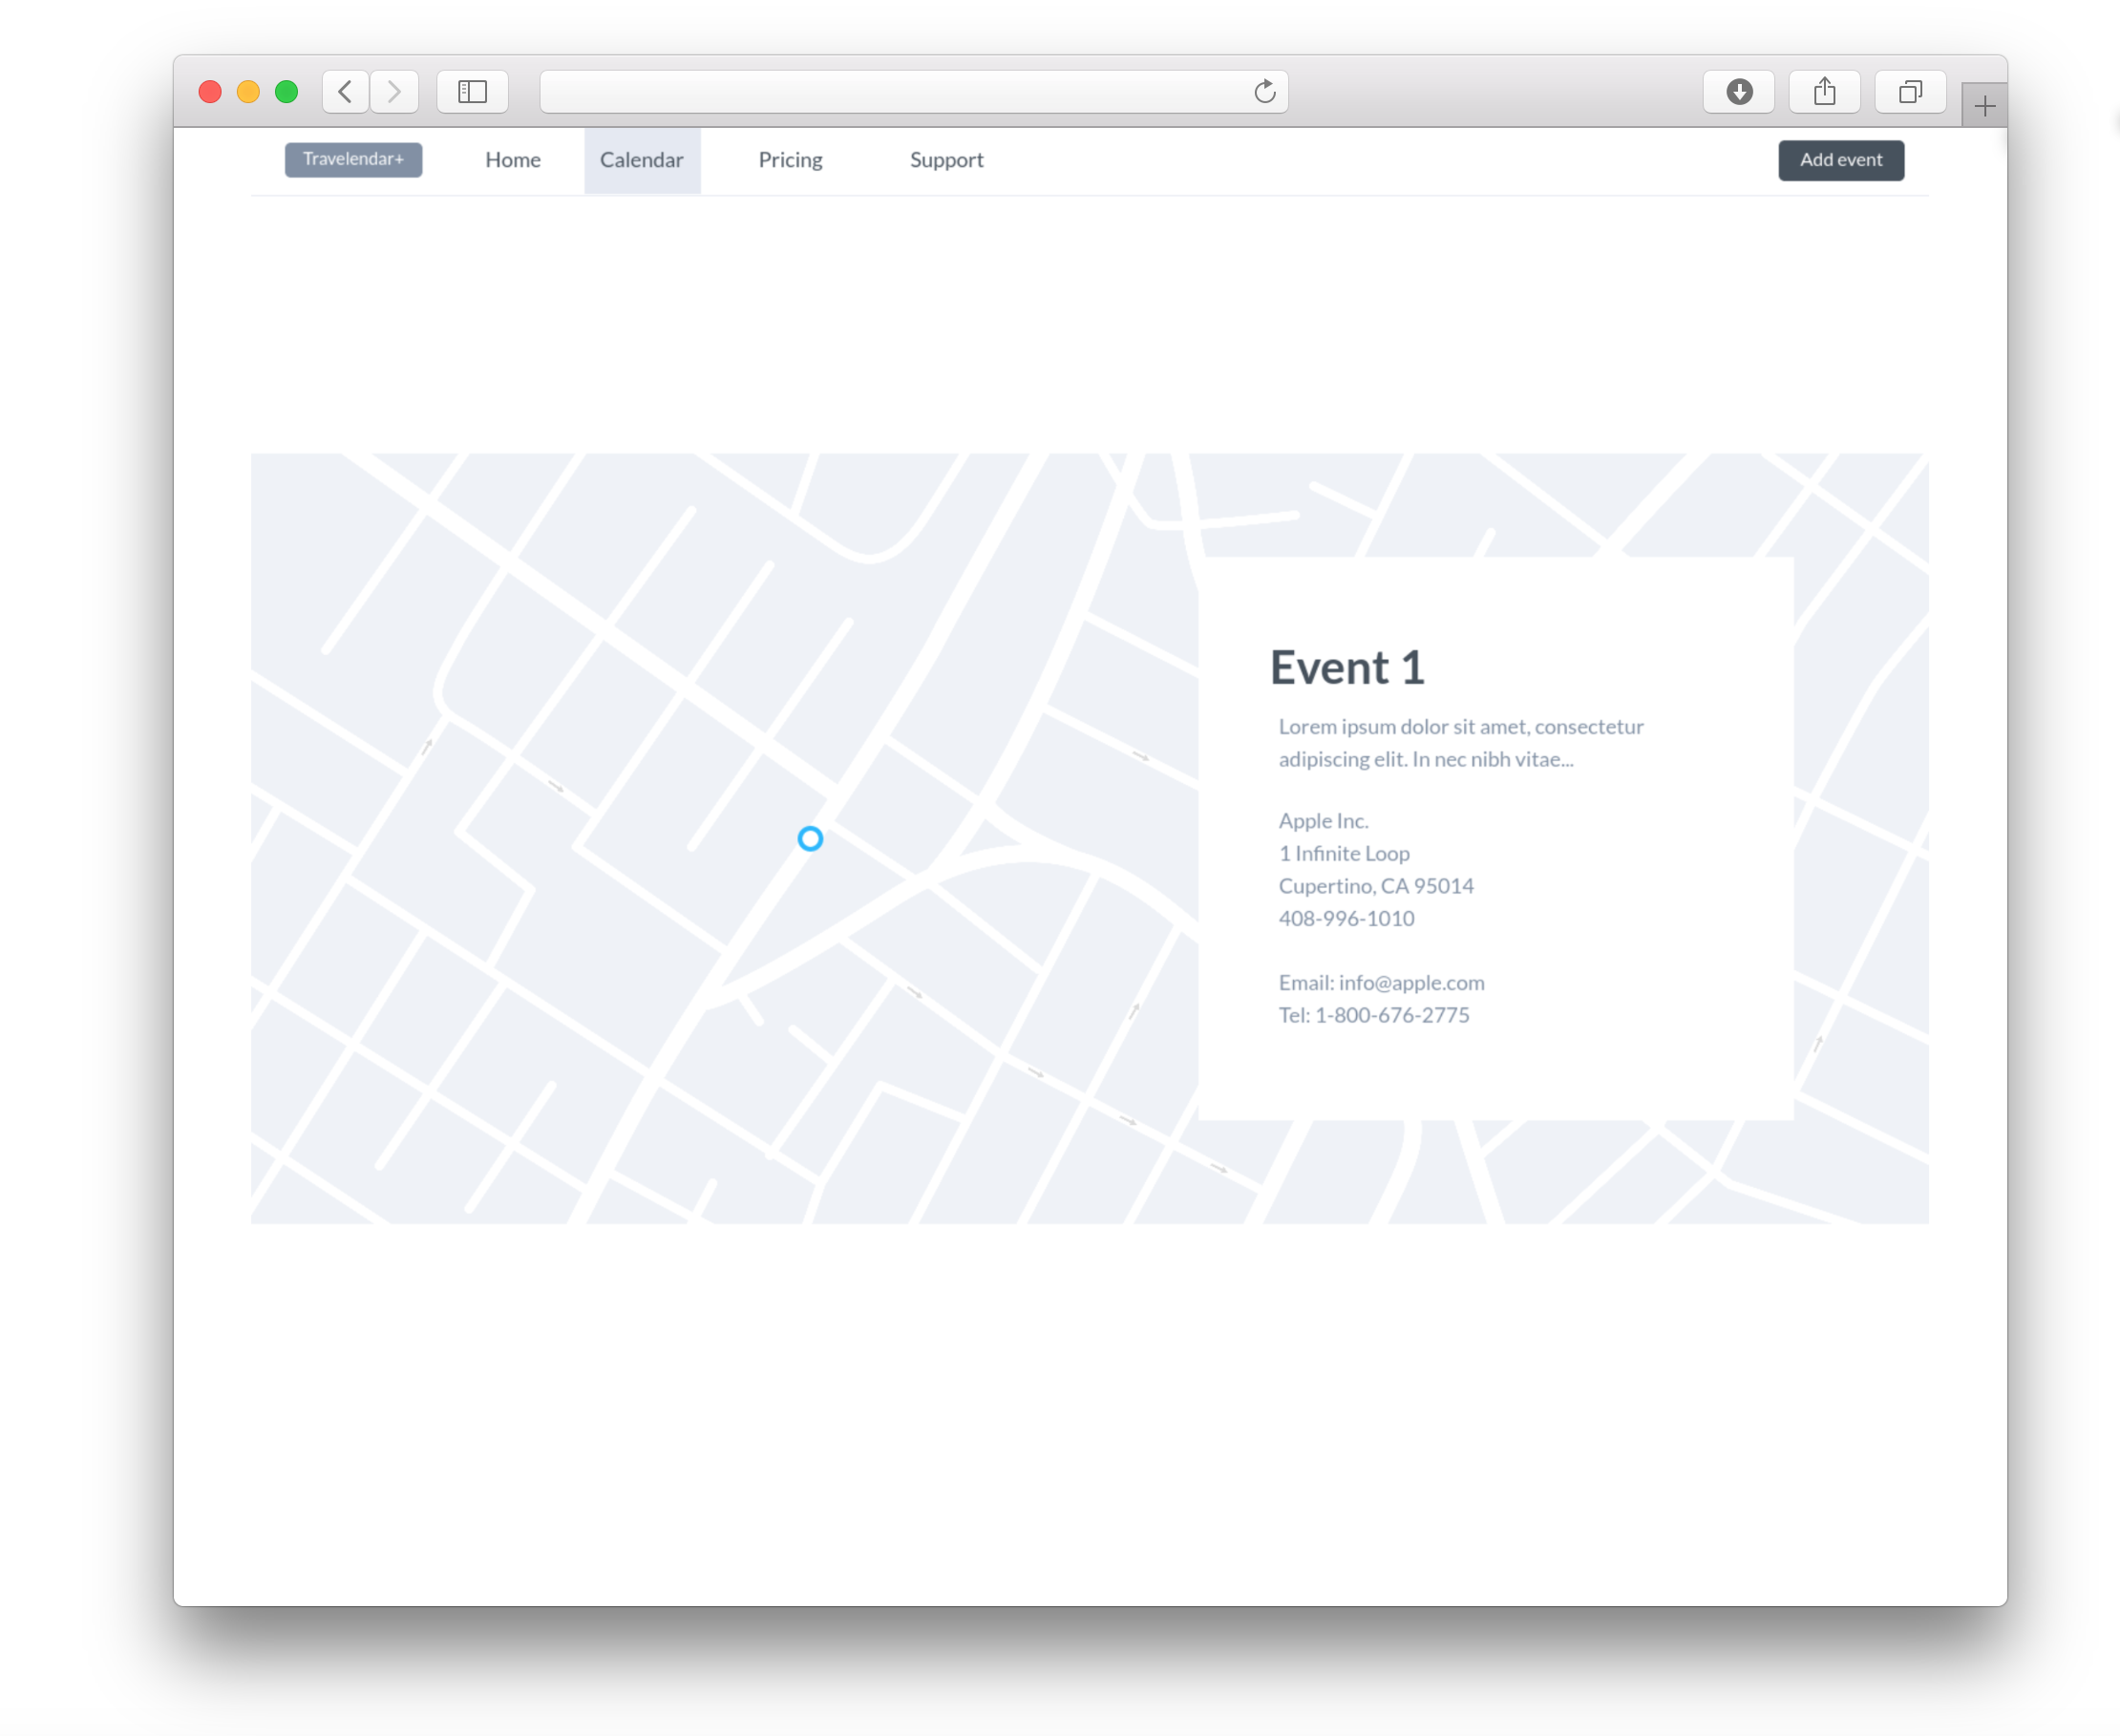 Travelendar+
Home
Calendar
Pricing
Support
Add event
Event 1
Lorem ipsum dolor sit amet, consectetur
adipiscing elit. In nec nibh vitae...
Apple Inc.
1 Infinite Loop
Cupertino, CA 95014
408-996-1010
Email: info@apple.com
Tel: 1-800-676-2775